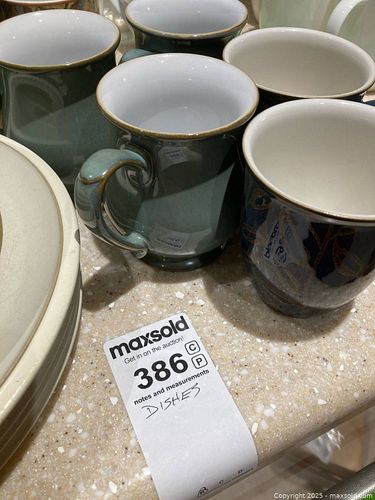 maxsold
Get in on the auction!
386 C P
notes and measurements
DISHES
Copyright 2025 - maxsold.com